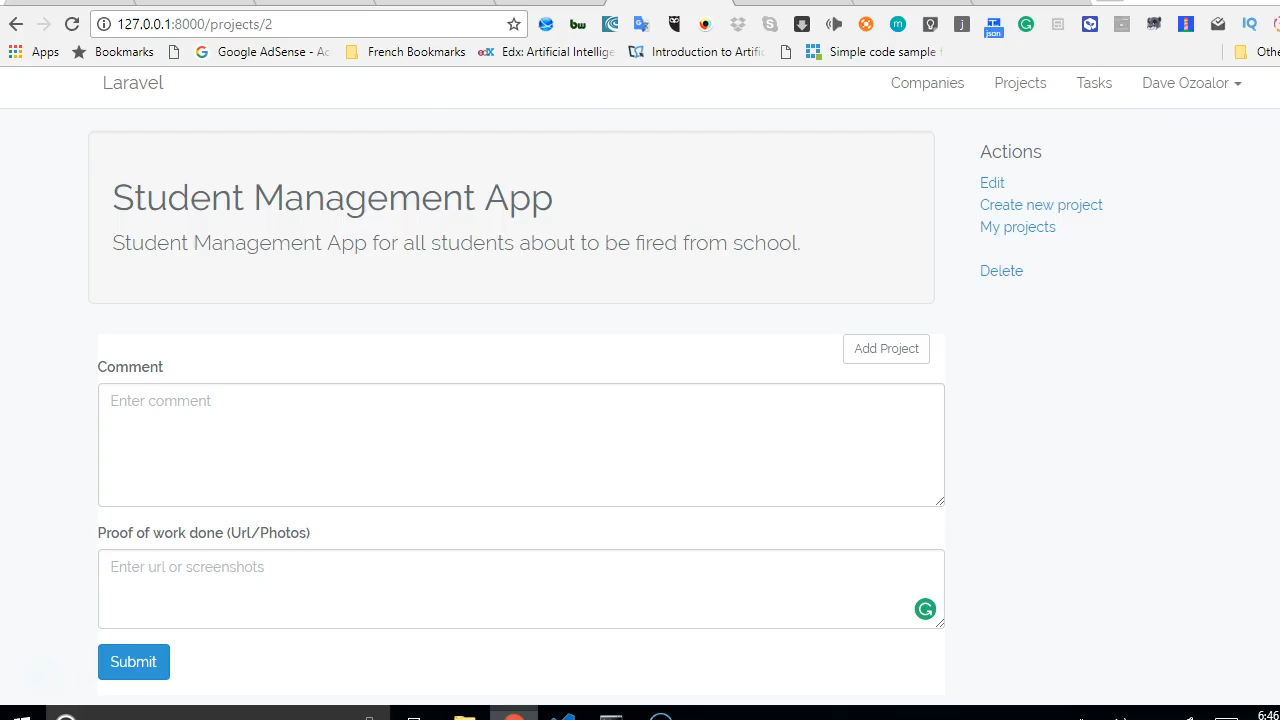 127.0.0.1:8000/projects/2
Apps Bookmarks Google AdSense - Ac French Bookmarks Edx: Artificial Intellige Introduction to Artific Simple code sample f Othe
Laravel Companies Projects Tasks Dave Ozoalor
Student Management App
Student Management App for all students about to be fired from school.
Actions
Edit
Create new project
My projects
Delete
Add Project
Comment
Enter comment
Proof of work done (Url/Photos)
Enter url or screenshots
Submit
6:46